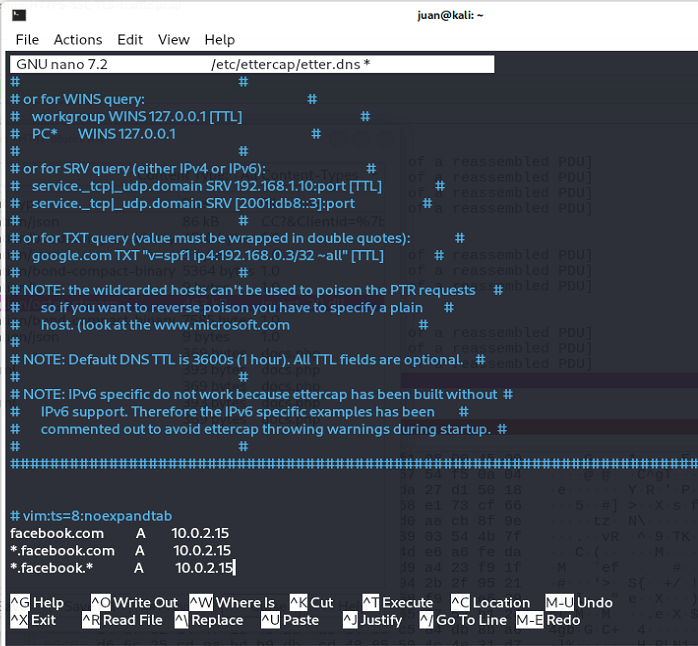 juan@kali: ~
File Actions Edit View Help
GNU nano 7.2 /etc/ettercap/etter.dns *
# #
# or for WINS query: #
# workgroup WINS 127.0.0.1 [TTL] #
# PC* WINS 127.0.0.1 #
# #
# or for SRV query (either IPv4 or IPv6): #
# service._tcp|_udp.domain SRV 192.168.1.10:port [TTL] #
# service._tcp|_udp.domain SRV [2001:db8::3]:port #
# #
# or for TXT query (value must be wrapped in double quotes): #
# google.com TXT "v=spf1 ip4:192.168.0.3/32 ~all" [TTL] #
# #
# NOTE: the wildcarded hosts can't be used to poison the PTR requests #
# so if you want to reverse poison you have to specify a plain #
# host. (look at the www.microsoft.com #
# #
# NOTE: Default DNS TTL is 3600s (1 hour). All TTL fields are optional. #
# #
# NOTE: IPv6 specific do not work because ettercap has been built without #
# IPv6 support. Therefore the IPv6 specific examples has been #
# commented out to avoid ettercap throwing warnings during startup. #
# #
################################################################################
# vim:ts=8:noexpandtab
facebook.com A 10.0.2.15
*.facebook.com A 10.0.2.15
*.facebook.* A 10.0.2.15
^G Help ^O Write Out ^W Where Is ^K Cut ^T Execute ^C Location M-U Undo
^X Exit ^R Read File ^\ Replace ^U Paste ^J Justify ^/ Go To Line M-E Redo